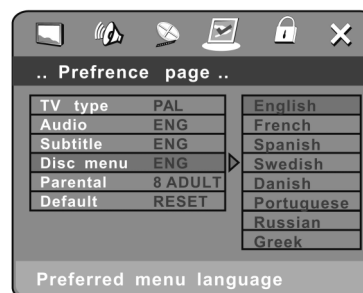 .. Prefrence page ..
TV type PAL
Audio ENG
Subtitle ENG
Disc menu ENG
Parental 8 ADULT
Default RESET
English
French
Spanish
Swedish
Danish
Portuquese
Russian
Greek
Preferred menu language